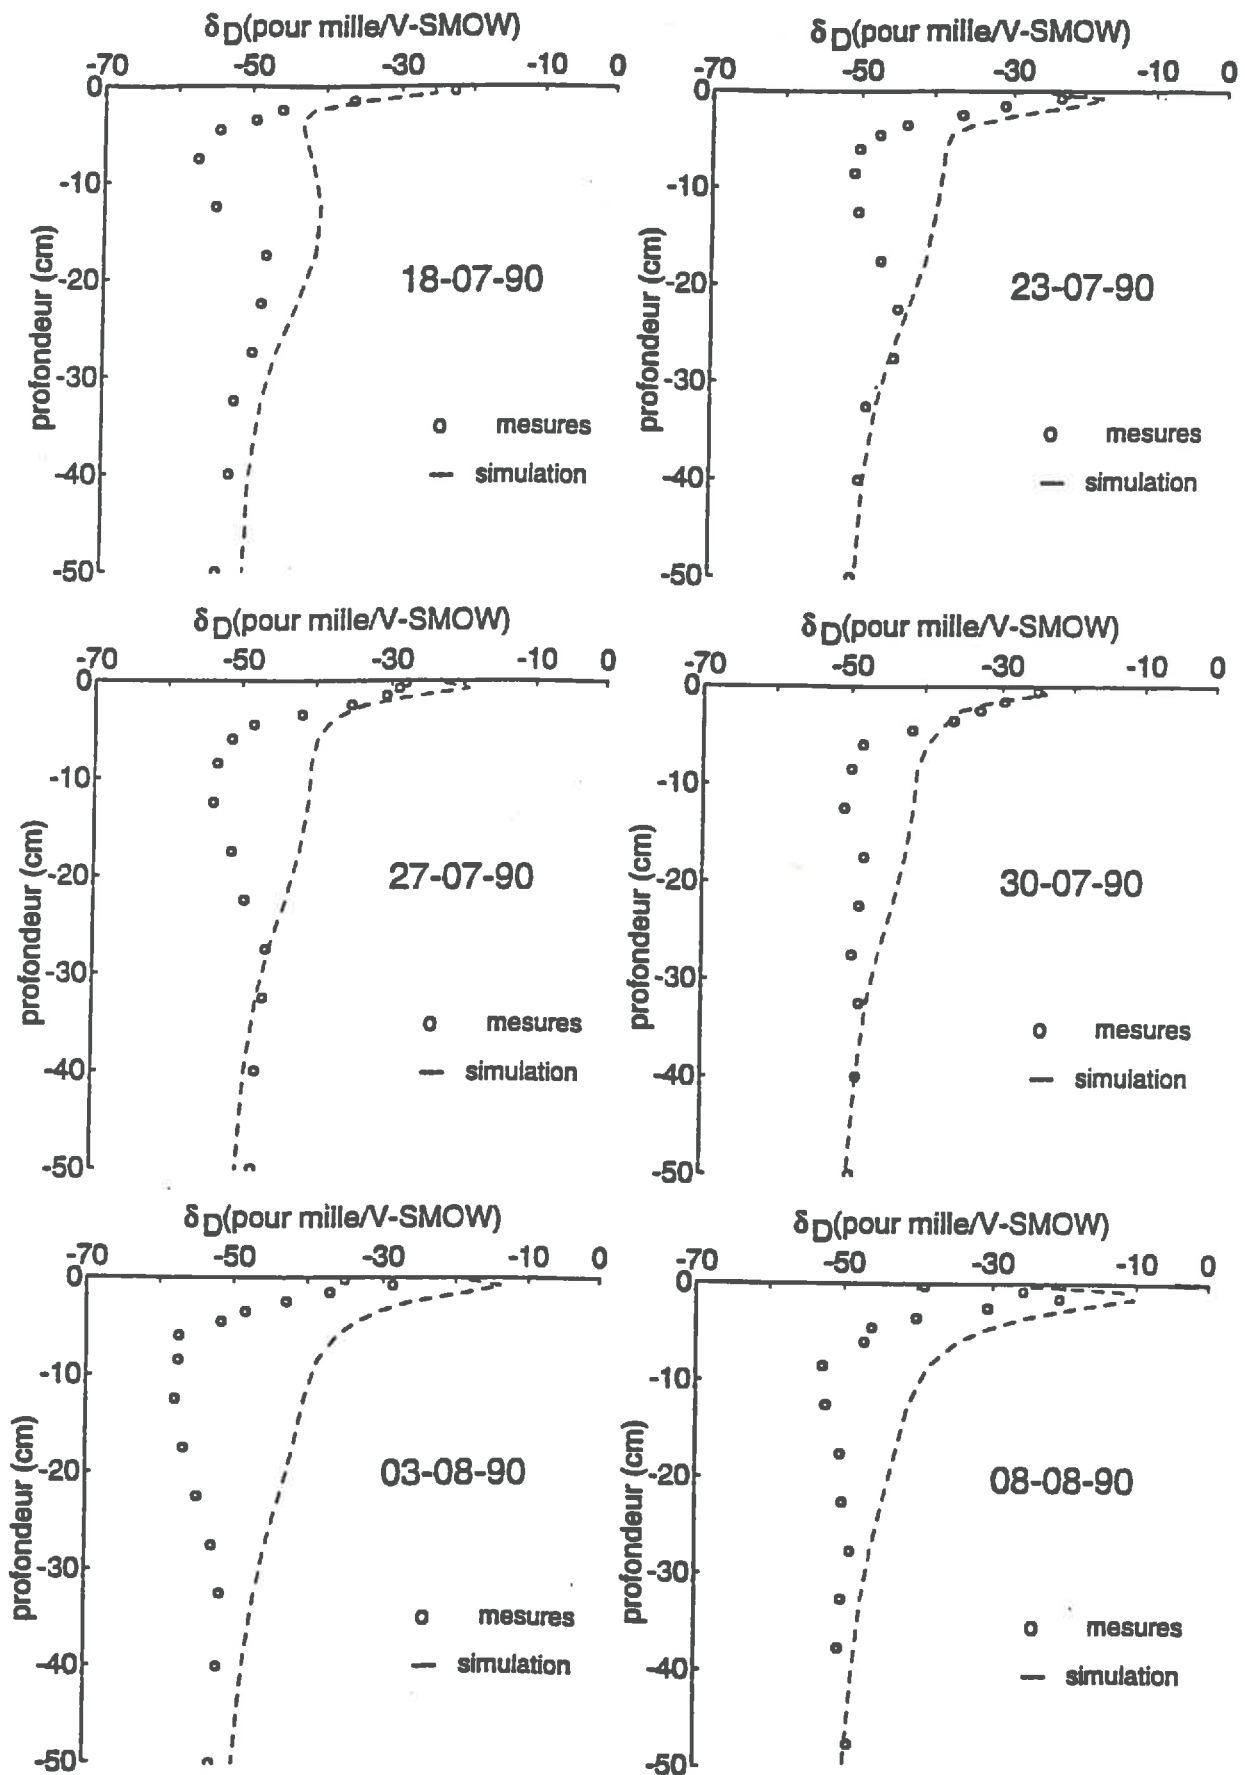 δD(pour mille/V-SMOW)
-70 -50 -30 -10 0
0
-10
-20
-30
-40
-50
profondeur (cm)
18-07-90
o mesures
— simulation
δD(pour mille/V-SMOW)
-70 -50 -30 -10 0
0
-10
-20
-30
-40
-50
profondeur (cm)
23-07-90
o mesures
— simulation
δD(pour mille/V-SMOW)
-70 -50 -30 -10 0
0
-10
-20
-30
-40
-50
profondeur (cm)
27-07-90
o mesures
— simulation
δD(pour mille/V-SMOW)
-70 -50 -30 -10 0
0
-10
-20
-30
-40
-50
profondeur (cm)
30-07-90
o mesures
— simulation
δD(pour mille/V-SMOW)
-70 -50 -30 -10 0
0
-10
-20
-30
-40
-50
profondeur (cm)
03-08-90
o mesures
— simulation
δD(pour mille/V-SMOW)
-70 -50 -30 -10 0
0
-10
-20
-30
-40
-50
profondeur (cm)
08-08-90
o mesures
— simulation